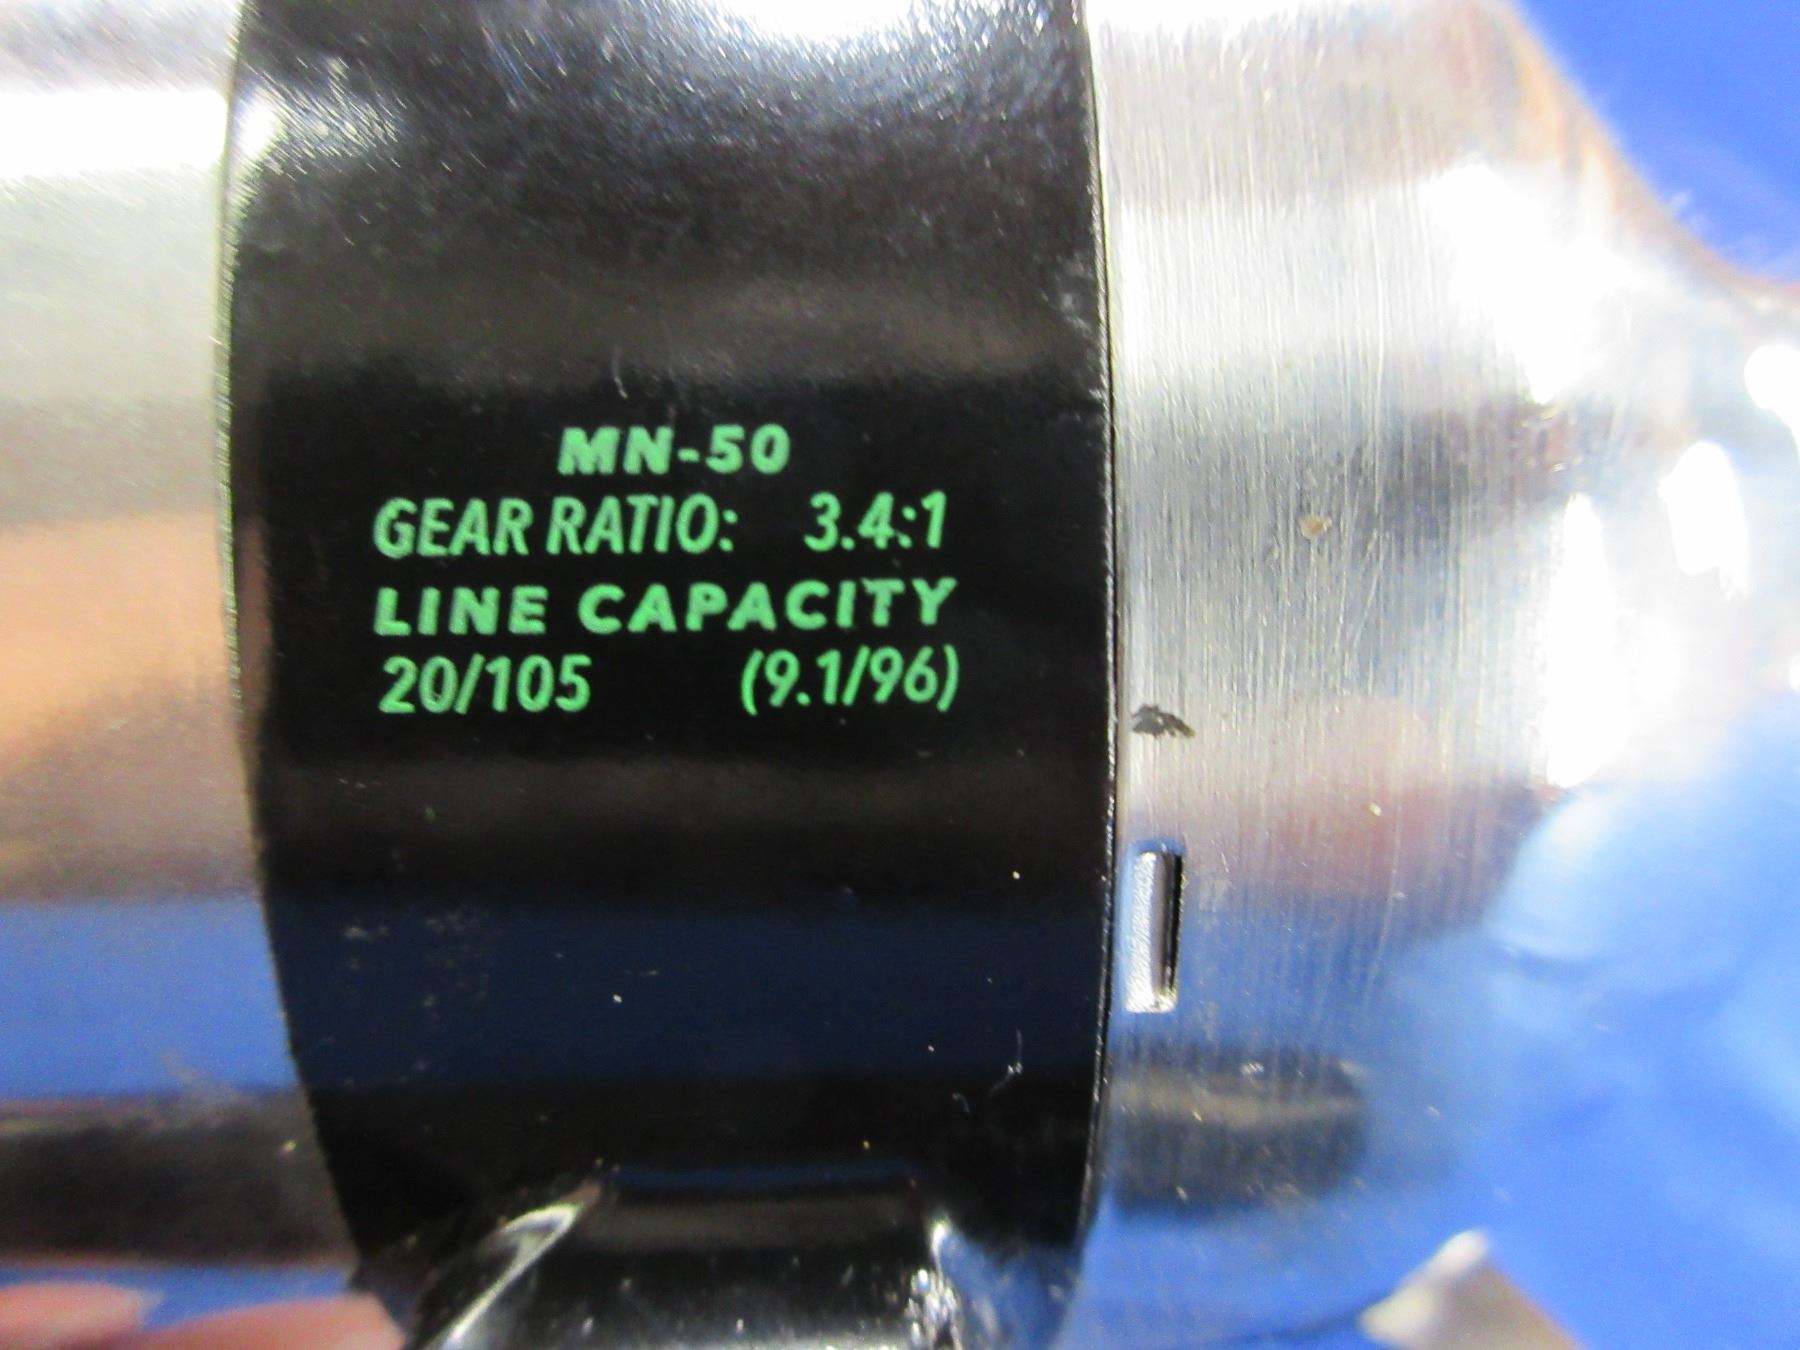 MN-50
GEAR RATIO: 3.4:1
LINE CAPACITY
20/105 (9.1/96)